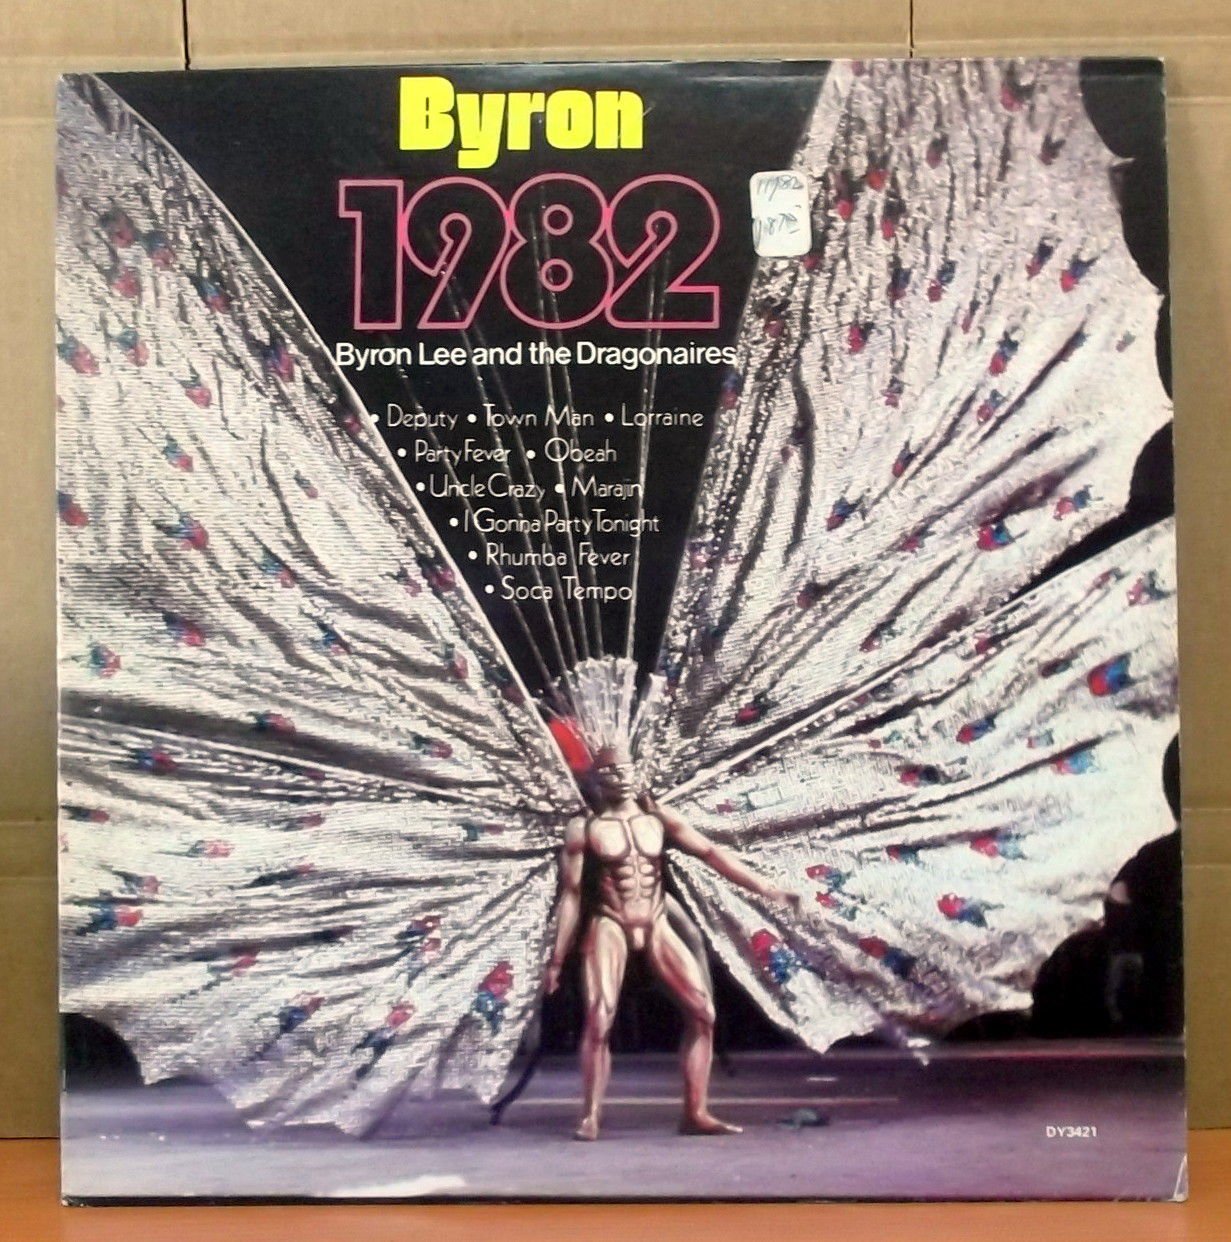 Byron
1982
Byron Lee and the Dragonaires
• Deputy • Town Man • Lorraine
• Party Fever • Obeah
• Uncle Crazy • Marajin
• I Gonna Party Tonight
• Rhumba Fever
• Soca Tempo
DY3421